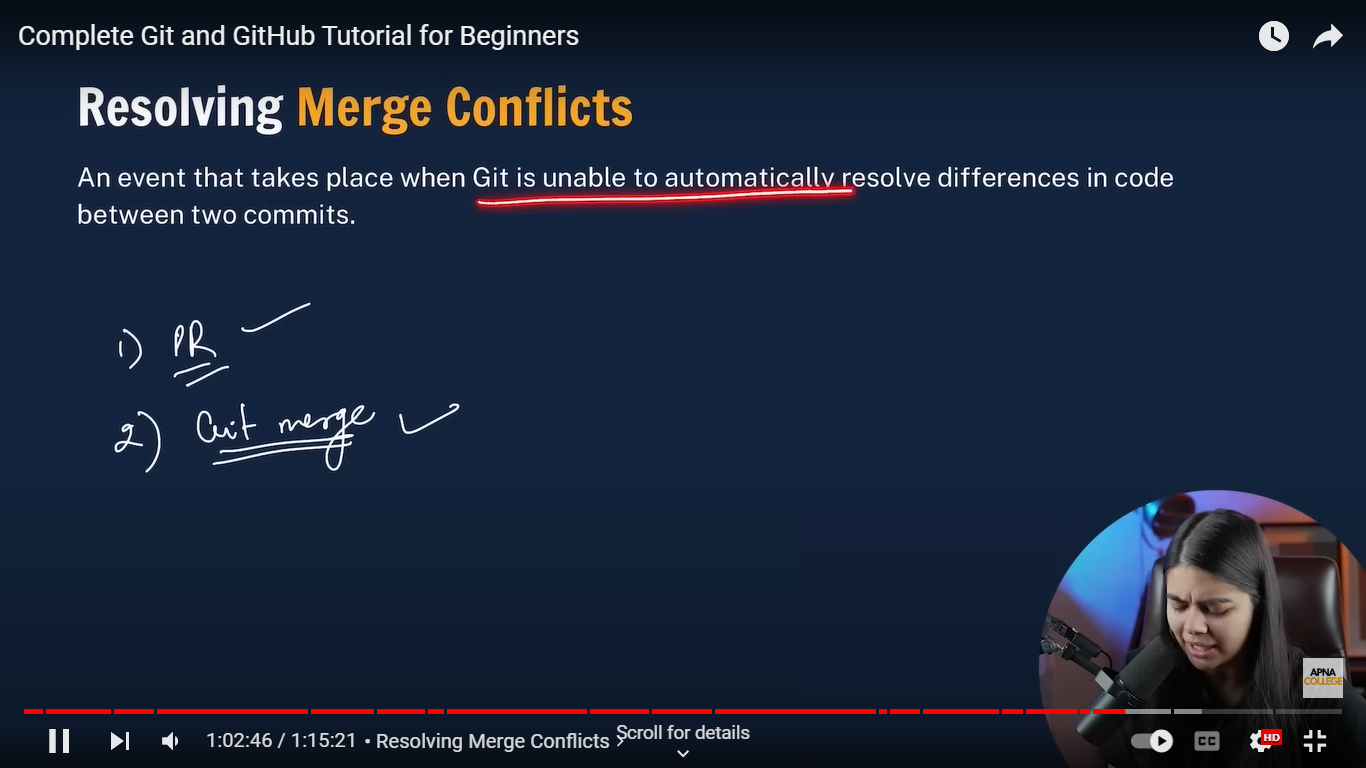 Complete Git and GitHub Tutorial for Beginners
Resolving Merge Conflicts
An event that takes place when Git is unable to automatically resolve differences in code
between two commits.
1) PR
2) Git merge
APNA
COLLEGE
1:02:46 / 1:15:21 • Resolving Merge Conflicts
Scroll for details
CC
HD